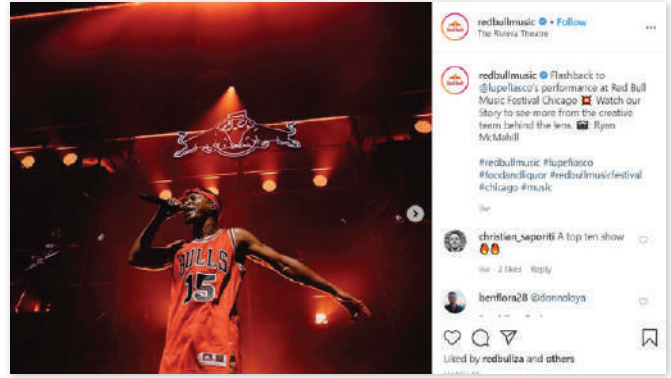 redbullmusic • Follow
The Riviera Theatre
redbullmusic Flashback to
@lupefiasco's performance at Red Bull
Music Festival Chicago 💥 Watch our
Story to see more from the creative
team behind the lens. 📷: Ryan
McMahill
#redbullmusic #lupefiasco
#foodandliquor #redbullmusicfestival
#chicago #music
christian_saporiti A top ten show
🔥🔥
2 likes Reply
benflora28 @donnaloya
Liked by redbullza and others
BULLS
15